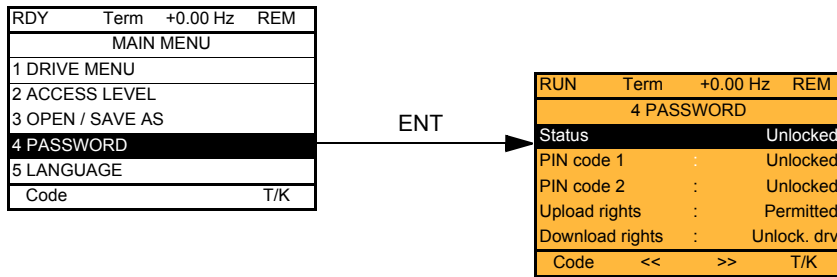 RDY Term +0.00 Hz REM
MAIN MENU
1 DRIVE MENU
2 ACCESS LEVEL
3 OPEN / SAVE AS
4 PASSWORD
5 LANGUAGE
Code T/K
ENT
RUN Term +0.00 Hz REM
4 PASSWORD
Status Unlocked
PIN code 1 : Unlocked
PIN code 2 : Unlocked
Upload rights : Permitted
Download rights : Unlock. drv
Code << >> T/K